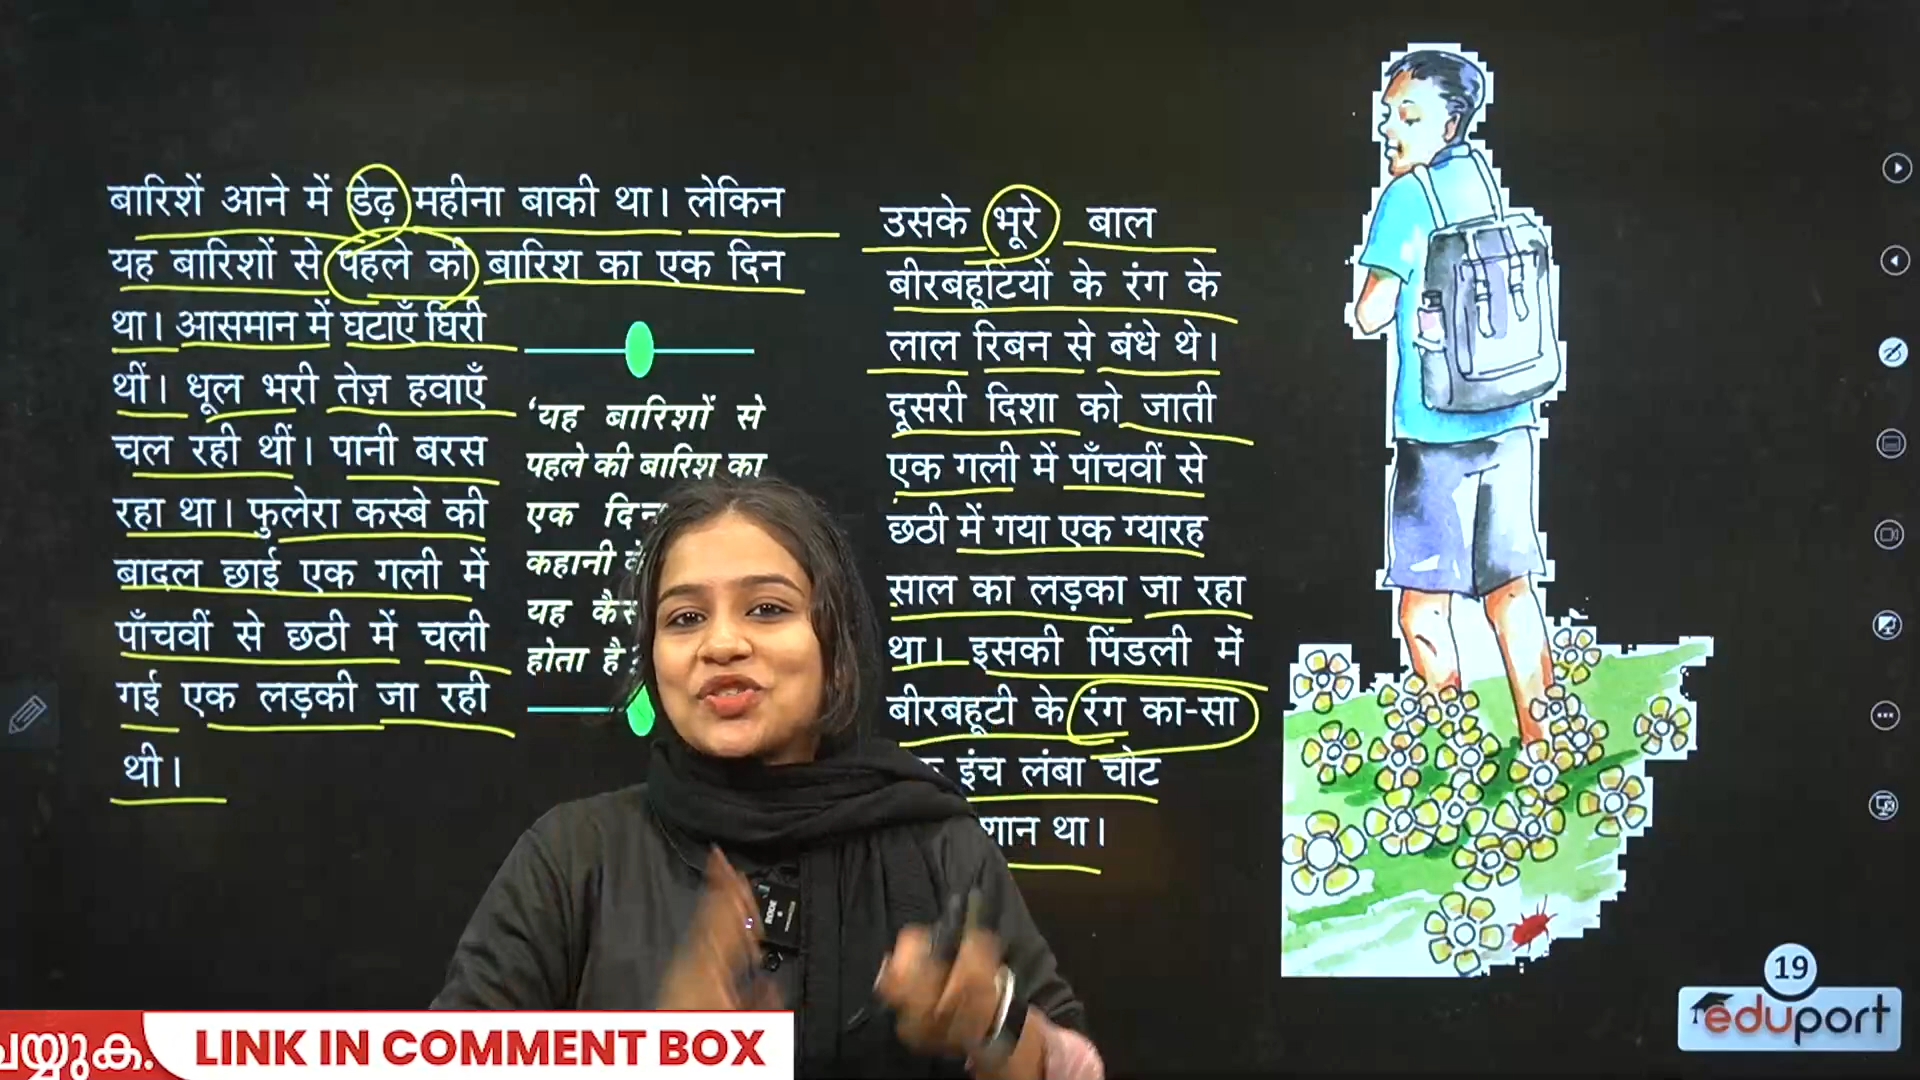 बारिशें आने में डेढ़ महीना बाकी था। लेकिन
यह बारिशों से पहले की बारिश का एक दिन
था। आसमान में घटाएँ घिरी
थीं। धूल भरी तेज़ हवाएँ
चल रही थीं। पानी बरस
रहा था। फुलेरा कस्बे की
बादल छाई एक गली में
पाँचवीं से छठी में चली
गई एक लड़की जा रही
थी।
‘यह बारिशों से
पहले की बारिश का
एक दिन
कहानी
यह
होता है
उसके भूरे बाल
बीरबहूटियों के रंग के
लाल रिबन से बंधे थे।
दूसरी दिशा को जाती
एक गली में पाँचवीं से
छठी में गया एक ग्यारह
साल का लड़का जा रहा
था। इसकी पिंडली में
बीरबहूटी के रंग का-सा
इंच लंबा चोट
था।
RODE
19
eduport
LINK IN COMMENT BOX